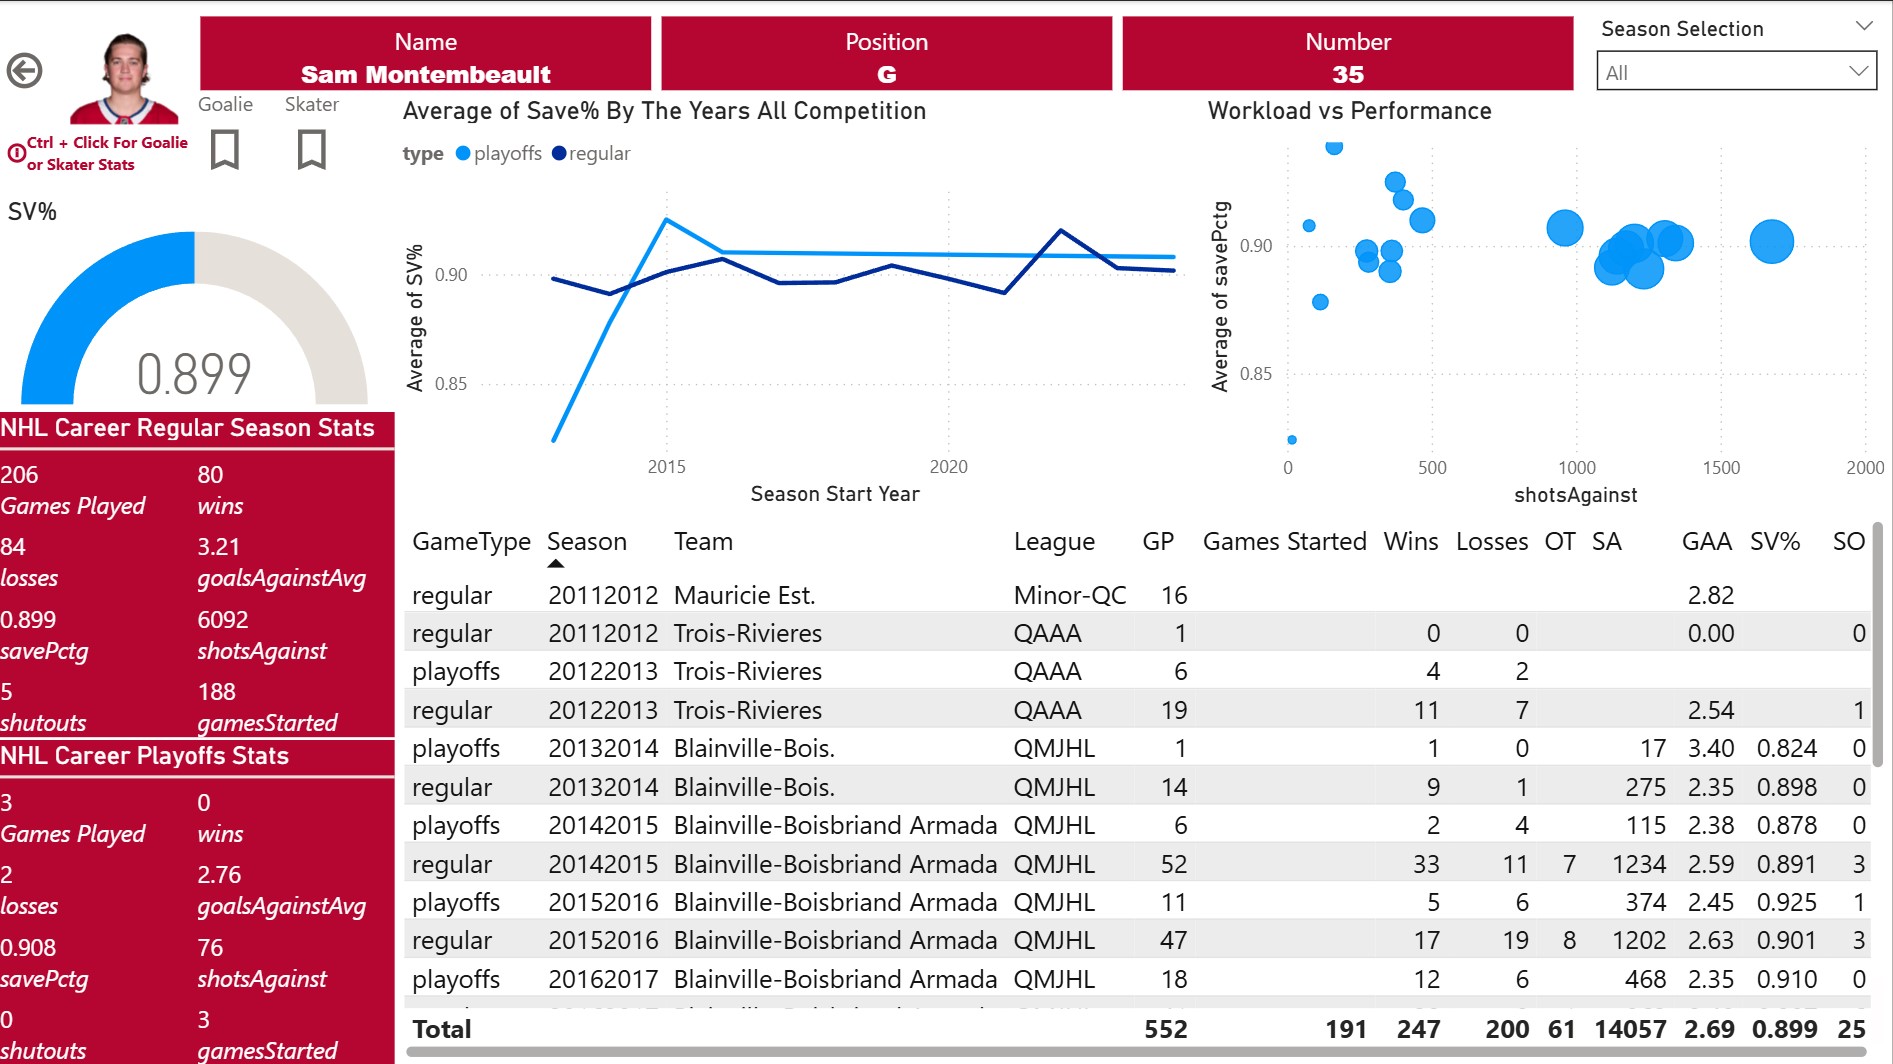 Name
Sam Montembeault
Position
G
Number
35
Season Selection
All
Goalie
Skater
Ctrl + Click For Goalie
or Skater Stats
SV%
0.899
NHL Career Regular Season Stats
206 80
Games Played wins
84 3.21
losses goalsAgainstAvg
0.899 6092
savePctg shotsAgainst
5 188
shutouts gamesStarted
NHL Career Playoffs Stats
3 0
Games Played wins
2 2.76
losses goalsAgainstAvg
0.908 76
savePctg shotsAgainst
0 3
shutouts gamesStarted
Average of Save% By The Years All Competition
type playoffs regular
Average of SV%
0.90
0.85
2015 2020
Season Start Year
Workload vs Performance
Average of savePctg
0.90
0.85
0 500 1000 1500 2000
shotsAgainst
GameType Season Team League GP Games Started Wins Losses OT SA GAA SV% SO
regular 20112012 Mauricie Est. Minor-QC 16 2.82
regular 20112012 Trois-Rivieres QAAA 1 0 0 0.00 0
playoffs 20122013 Trois-Rivieres QAAA 6 4 2
regular 20122013 Trois-Rivieres QAAA 19 11 7 2.54 1
playoffs 20132014 Blainville-Bois. QMJHL 1 1 0 17 3.40 0.824 0
regular 20132014 Blainville-Bois. QMJHL 14 9 1 275 2.35 0.898 0
playoffs 20142015 Blainville-Boisbriand Armada QMJHL 6 2 4 115 2.38 0.878 0
regular 20142015 Blainville-Boisbriand Armada QMJHL 52 33 11 7 1234 2.59 0.891 3
playoffs 20152016 Blainville-Boisbriand Armada QMJHL 11 5 6 374 2.45 0.925 1
regular 20152016 Blainville-Boisbriand Armada QMJHL 47 17 19 8 1202 2.63 0.901 3
playoffs 20162017 Blainville-Boisbriand Armada QMJHL 18 12 6 468 2.35 0.910 0
Total 552 191 247 200 61 14057 2.69 0.899 25